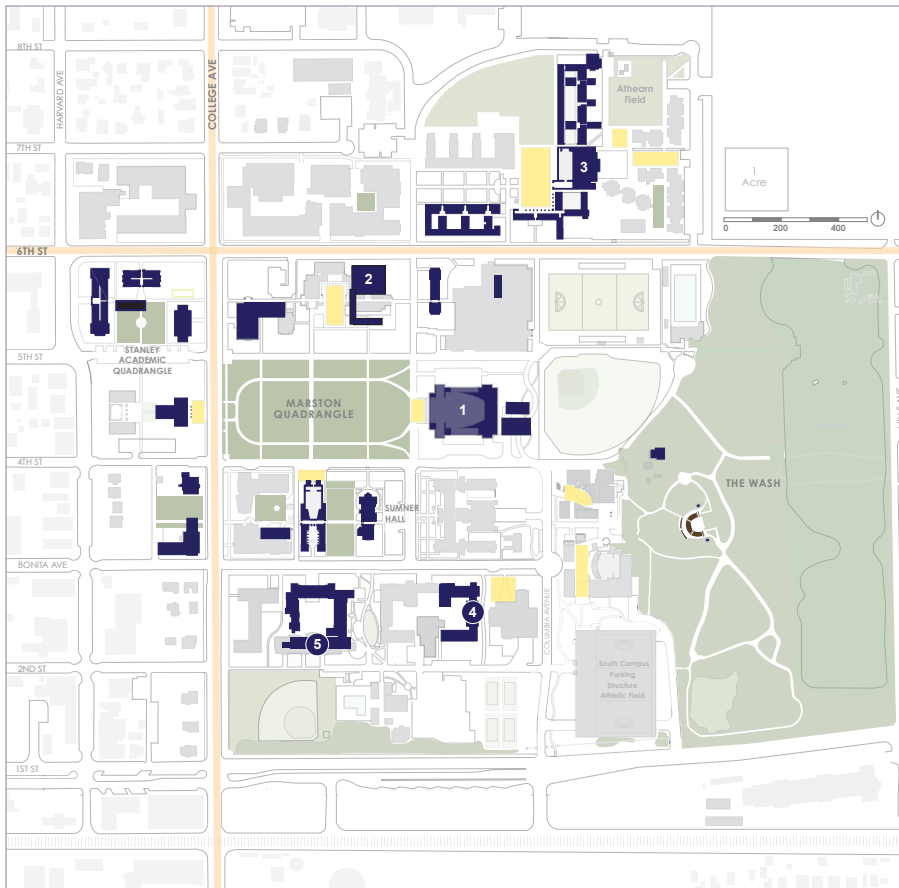 8TH ST
HARVARD AVE
COLLEGE AVE
Athearn
Field
7TH ST
3
1
Acre
0 200 400
6TH ST
2
5TH ST
STANLEY
ACADEMIC
QUADRANGLE
MARSTON
QUADRANGLE
1
4TH ST
THE WASH
SUMNER
HALL
BONITA AVE
4
COLUMBIA AVENUE
5
2ND ST
South Campus
Parking
Structure
Athletic Field
1ST ST